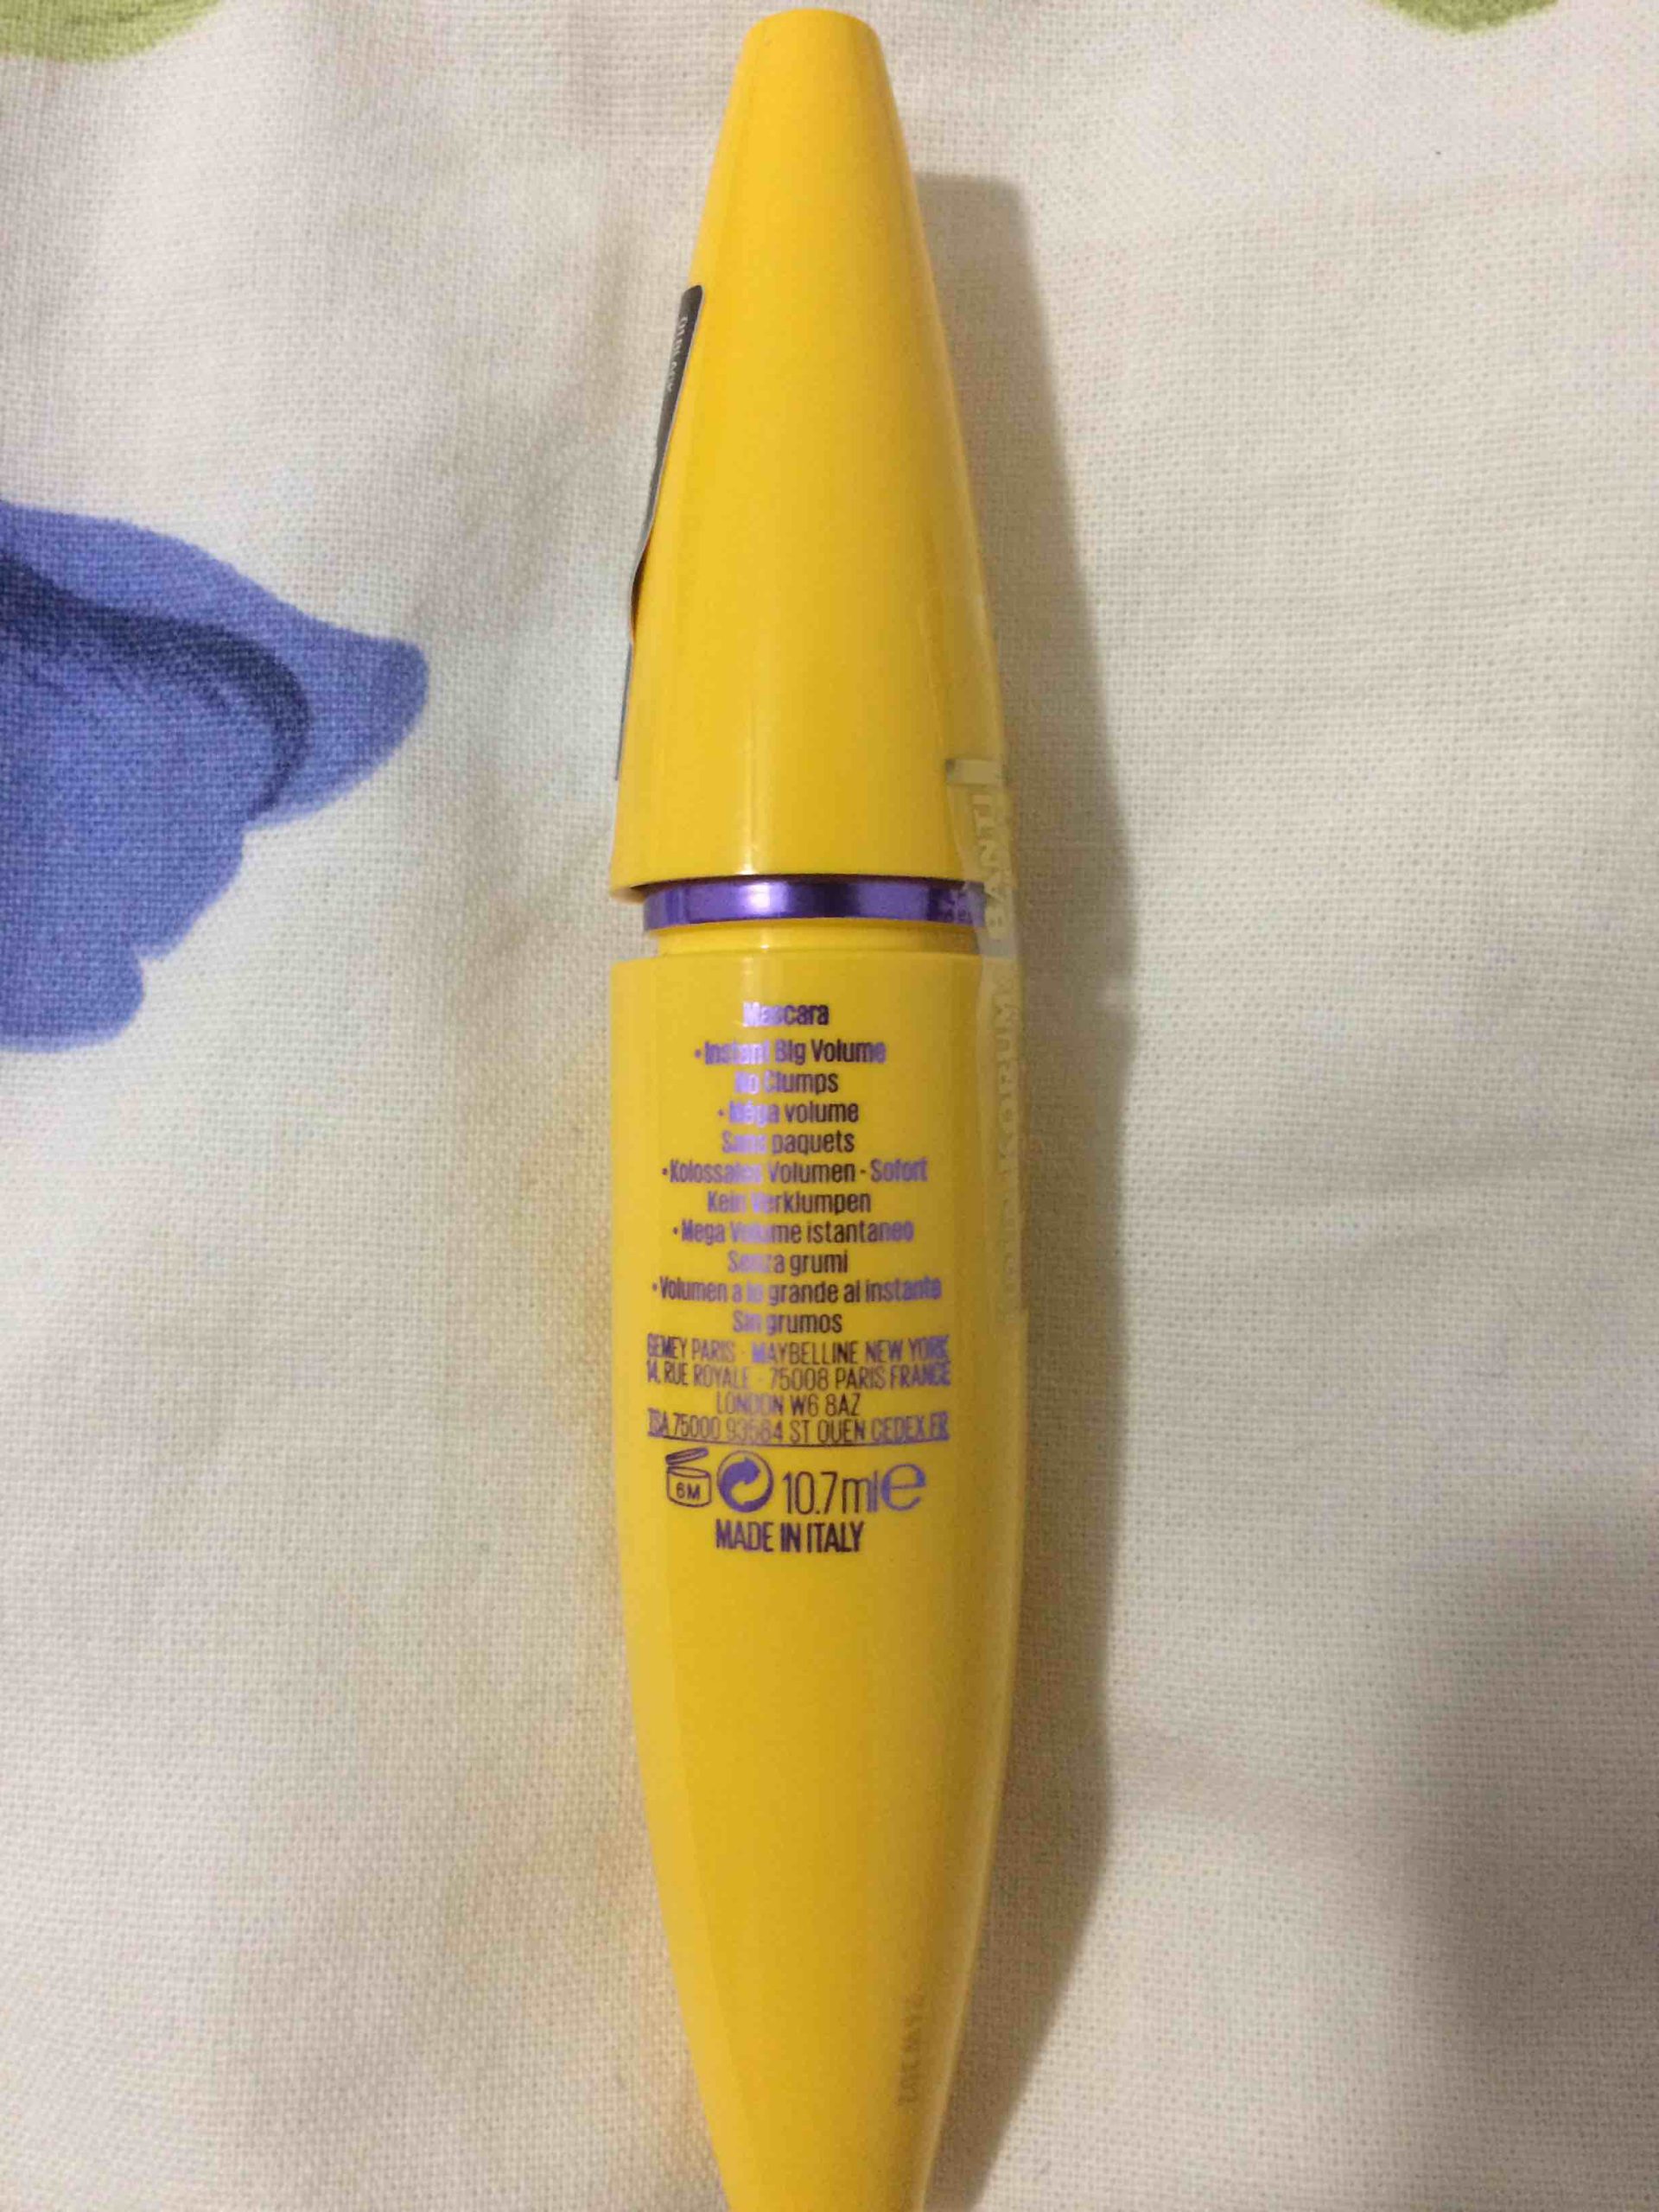 BANTI
KORUMA
Mascara
•Instant Big Volume
No Clumps
•Méga volume
Sans paquets
•Kolossales Volumen - Sofort
Kein Verklumpen
•Mega Volume istantaneo
Senza grumi
•Volumen a lo grande al instante
Sin grumos
GEMEY PARIS - MAYBELLINE NEW YORK
14, RUE ROYALE - 75008 PARIS FRANCE
LONDON W6 8AZ
TSA 75000 93584 ST OUEN CEDEX FR
6M 10.7ml e
MADE IN ITALY